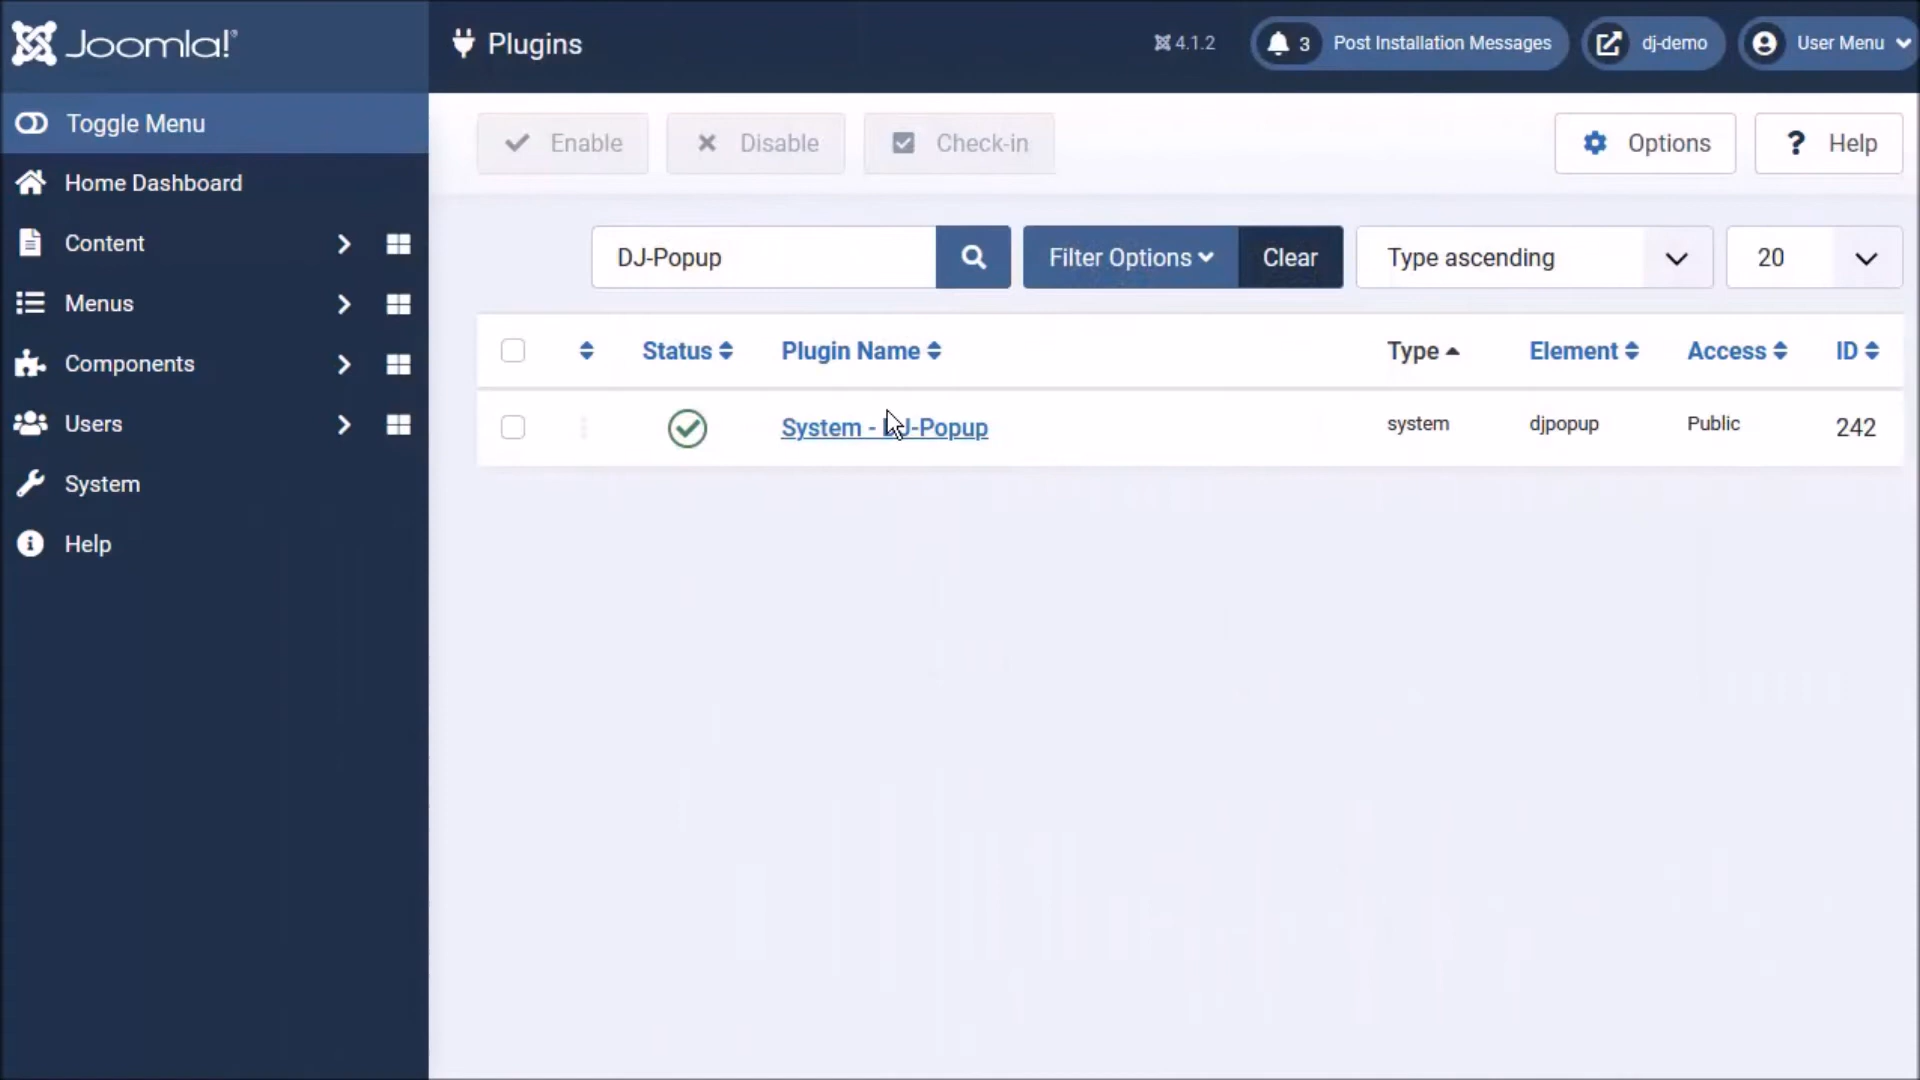 Joomla!
Plugins
4.1.2
3
Post Installation Messages
dj-demo
User Menu
Toggle Menu
Home Dashboard
Content
Menus
Components
Users
System
Help
Enable
Disable
Check-in
Options
? Help
DJ-Popup
Filter Options
Clear
Type ascending
20
Status
Plugin Name
Type
Element
Access
ID
System - DJ-Popup
system
djpopup
Public
242